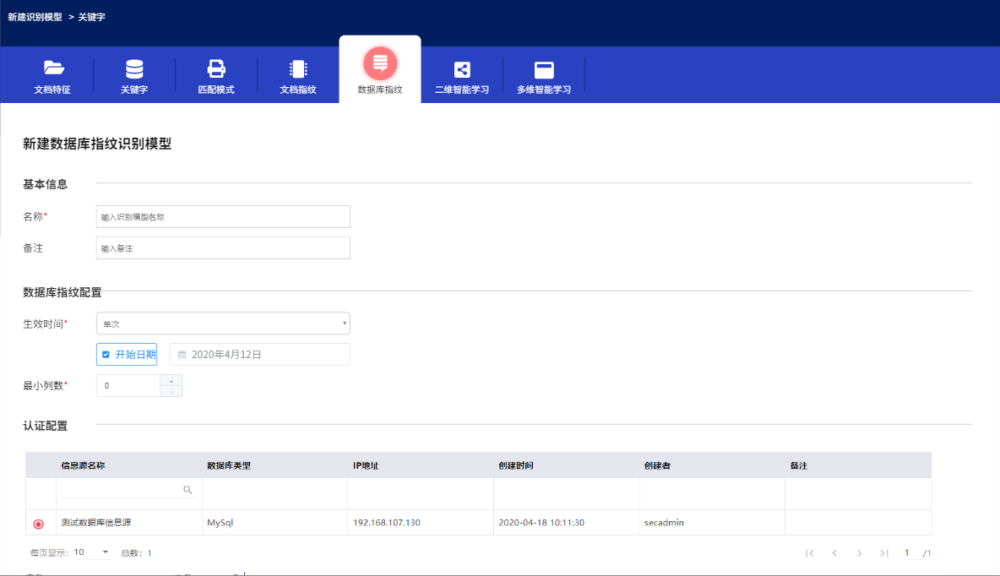 新建识别模型 > 关键字
文档特征 关键字 匹配模式 文档指纹 数据库指纹 二维智能学习 多维智能学习
新建数据库指纹识别模型
基本信息
名称* 输入识别模型名称
备注 输入备注
数据库指纹配置
生效时间* 单次
开始日期 2020年4月12日
最小列数* 0
认证配置
信息源名称 数据库类型 IP地址 创建时间 创建者 备注
测试数据库信息源 MySql 192.168.107.130 2020-04-18 10:11:30 secadmin
每页显示: 10 总数: 1 1 /1